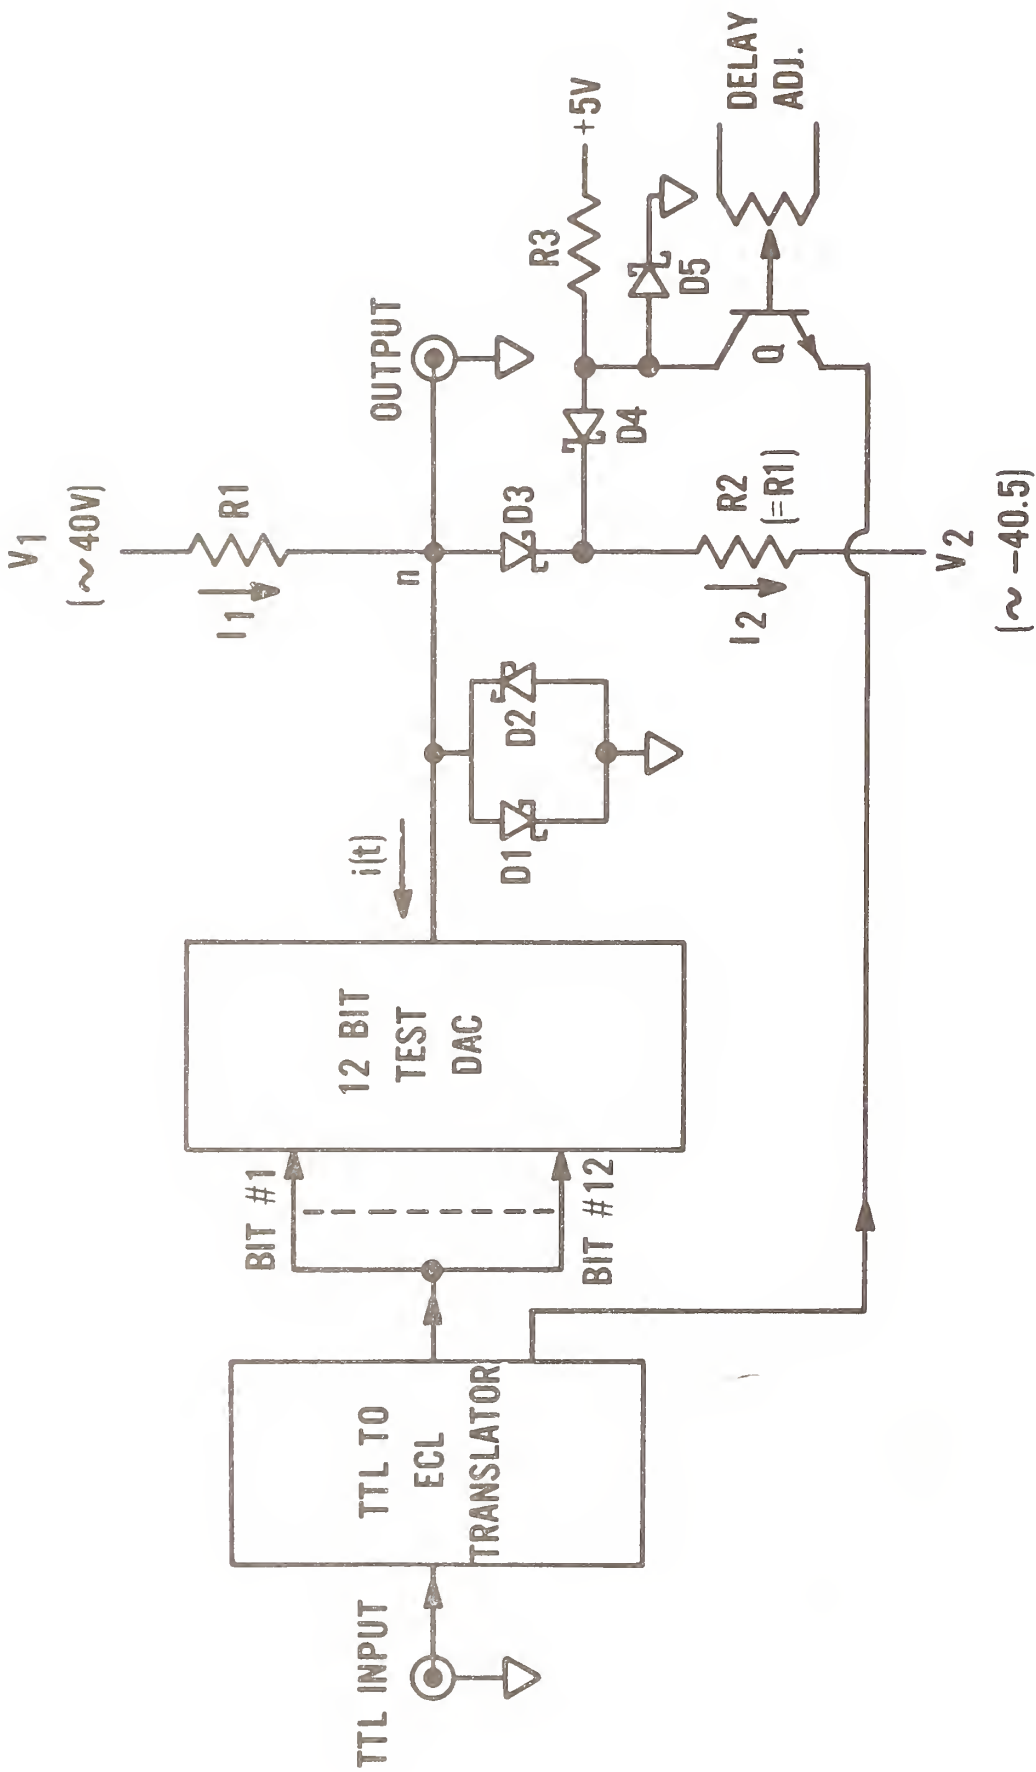 TTL INPUT
TTL TO
ECL
TRANSLATOR
BIT #1
BIT #12
12 BIT
TEST
DAC
i(t)
D1
D2
V1
(~40V)
I1
R1
n
OUTPUT
D3
I2
R2
(=R1)
V2
(~ -40.5)
D4
R3
+5V
D5
Q
DELAY
ADJ.